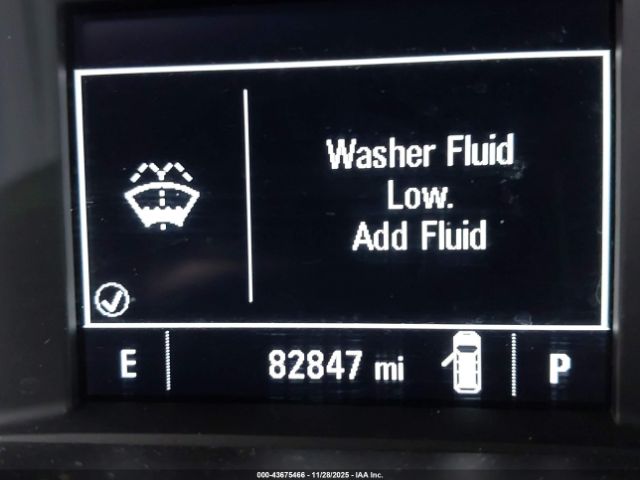 Washer Fluid
Low.
Add Fluid
E 82847 mi P
000-43675466 - 11/28/2025 - IAA Inc.